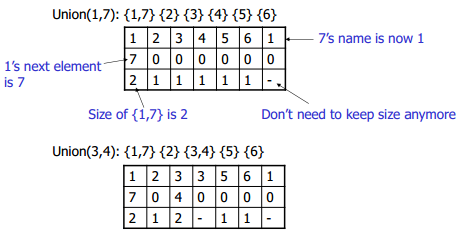 Union(1,7): {1,7} {2} {3} {4} {5} {6}
1 2 3 4 5 6 1
7's name is now 1
1's next element
is 7
7 0 0 0 0 0 0
2 1 1 1 1 1 -
Size of {1,7} is 2
Don't need to keep size anymore
Union(3,4): {1,7} {2} {3,4} {5} {6}
1 2 3 3 5 6 1
7 0 4 0 0 0 0
2 1 2 - 1 1 -